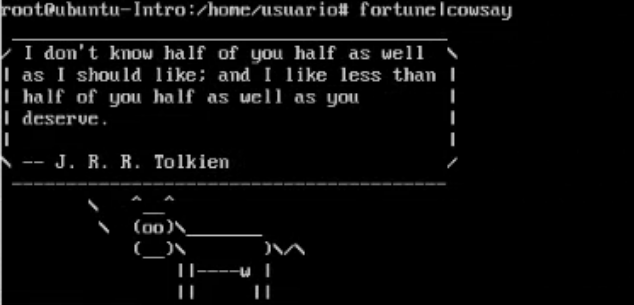 root@ubuntu-Intro:/home/usuario# fortune|cowsay
 _________________________________________
/ I don't know half of you half as well   \
| as I should like; and I like less than |
| half of you half as well as you         |
| deserve.                                |
|                                         |
\ -- J. R. R. Tolkien                     /
 -----------------------------------------
        \   ^__^
         \  (oo)\_______
            (__)\       )\/\
                ||----w |
                ||     ||